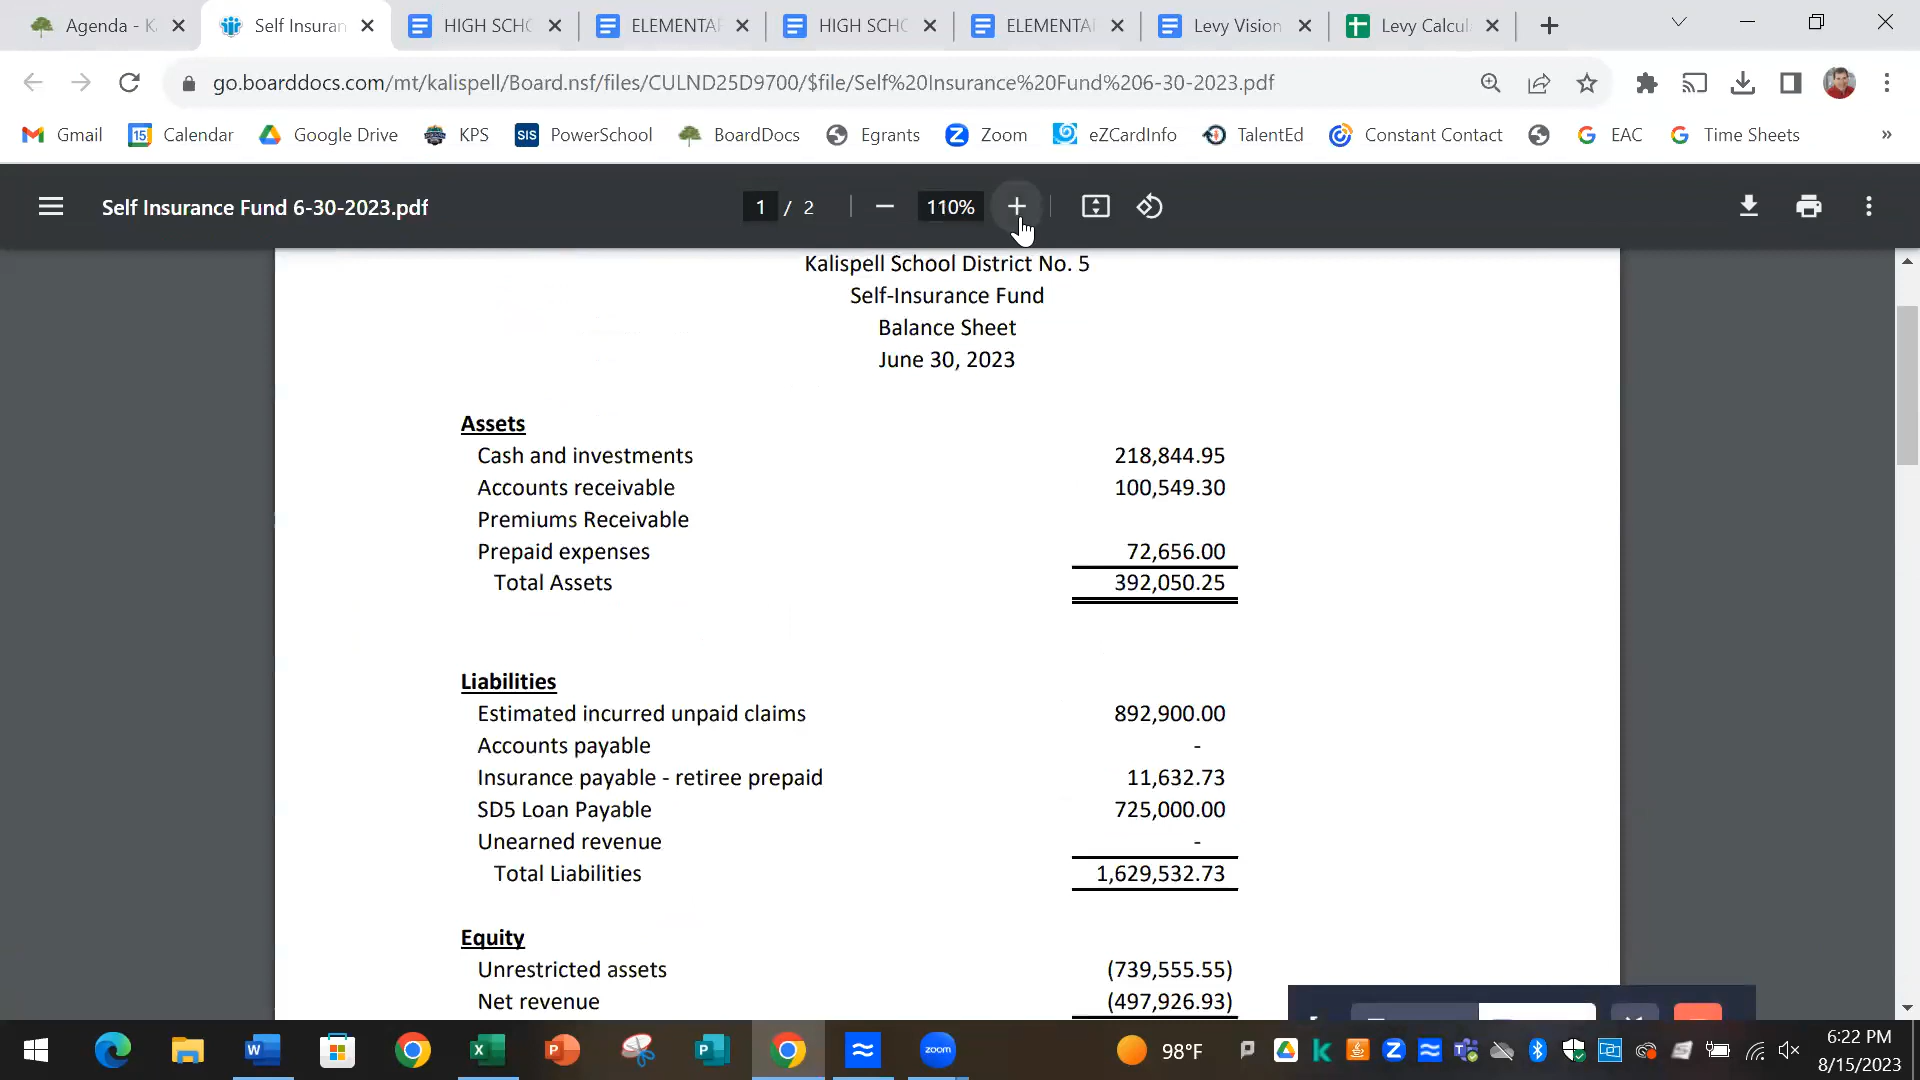 Agenda - K
Self Insuran
HIGH SCHO
ELEMENTAR
HIGH SCHO
ELEMENTAR
Levy Vision
Levy Calcul
go.boarddocs.com/mt/kalispell/Board.nsf/files/CULND25D9700/$file/Self%20Insurance%20Fund%206-30-2023.pdf
Gmail
15
Calendar
Google Drive
KPS
SIS
PowerSchool
BoardDocs
Egrants
Zoom
eZCardInfo
TalentEd
Constant Contact
EAC
Time Sheets
»
Self Insurance Fund 6-30-2023.pdf
1 / 2
110%
Kalispell School District No. 5
Self-Insurance Fund
Balance Sheet
June 30, 2023
Assets
Cash and investments 218,844.95
Accounts receivable 100,549.30
Premiums Receivable
Prepaid expenses 72,656.00
Total Assets 392,050.25
Liabilities
Estimated incurred unpaid claims 892,900.00
Accounts payable -
Insurance payable - retiree prepaid 11,632.73
SD5 Loan Payable 725,000.00
Unearned revenue -
Total Liabilities 1,629,532.73
Equity
Unrestricted assets (739,555.55)
Net revenue (497,926.93)
zoom
98°F
6:22 PM
8/15/2023